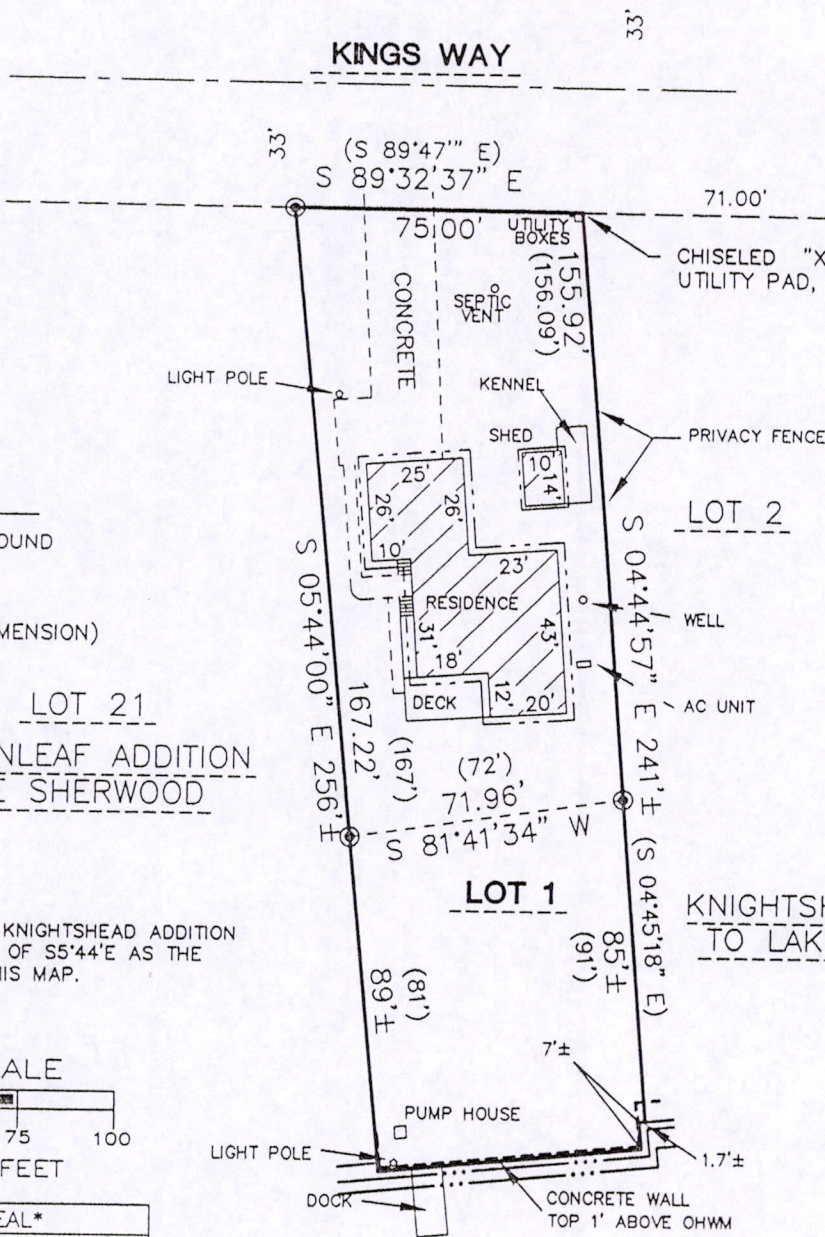 33'
KINGS WAY
33'
(S 89°47'" E)
S 89°32'37" E
75.00'
71.00'
UTILITY
BOXES
CHISELED "X
UTILITY PAD,
155.92'
(156.09')
CONCRETE
SEPTIC
VENT
LIGHT POLE
KENNEL
SHED
PRIVACY FENCE
10'
14'
25'
26'
26'
10'
LOT 2
OUND
23'
RESIDENCE
MENSION)
WELL
31'
43'
18'
12'
20'
DECK
AC UNIT
S 05°44'00" E 256'±
S 04°44'57" E 241'±
(S 04°45'18" E)
LOT 21
NLEAF ADDITION
E SHERWOOD
167.22'
(167')
(72')
71.96'
S 81°41'34" W
LOT 1
KNIGHTSH
TO LAK
KNIGHTSHEAD ADDITION
OF S5°44'E AS THE
HIS MAP.
89'±
(81')
85'±
(91')
ALE
75 100
FEET
7'±
PUMP HOUSE
LIGHT POLE
1.7'±
DOCK
CONCRETE WALL
TOP 1' ABOVE OHWM
EAL*